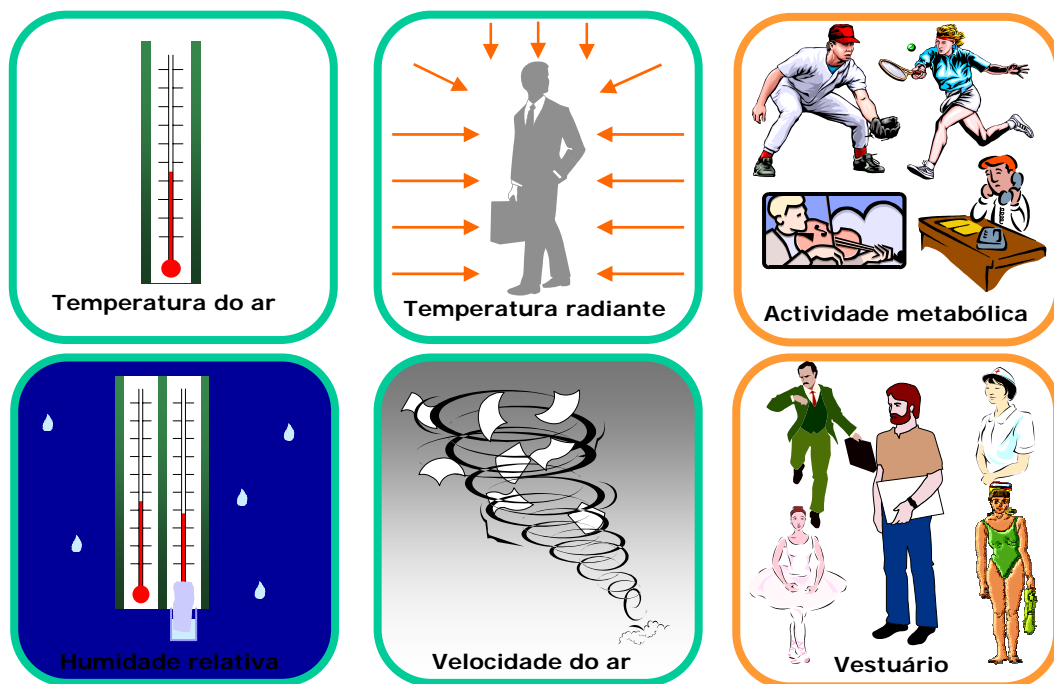 Temperatura do ar
Temperatura radiante
Actividade metabólica
Humidade relativa
Velocidade do ar
Vestuário